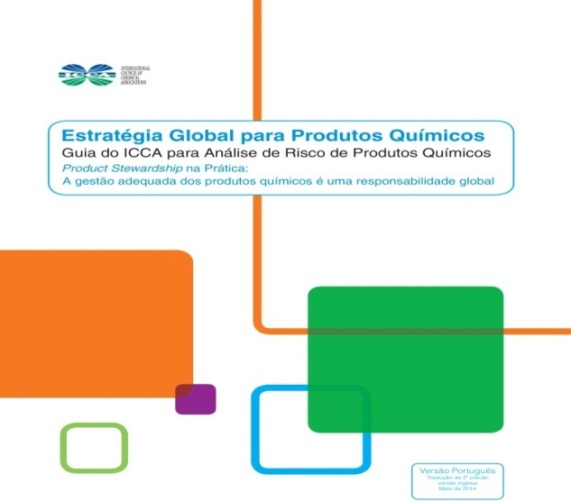 ICCA
INTERNATIONAL
COUNCIL OF
CHEMICAL
ASSOCIATIONS
Estratégia Global para Produtos Químicos
Guia do ICCA para Análise de Risco de Produtos Químicos
Product Stewardship na Prática:
A gestão adequada dos produtos químicos é uma responsabilidade global
Versão Português
Tradução da 2ª edição
versão inglesa
Maio de 2014